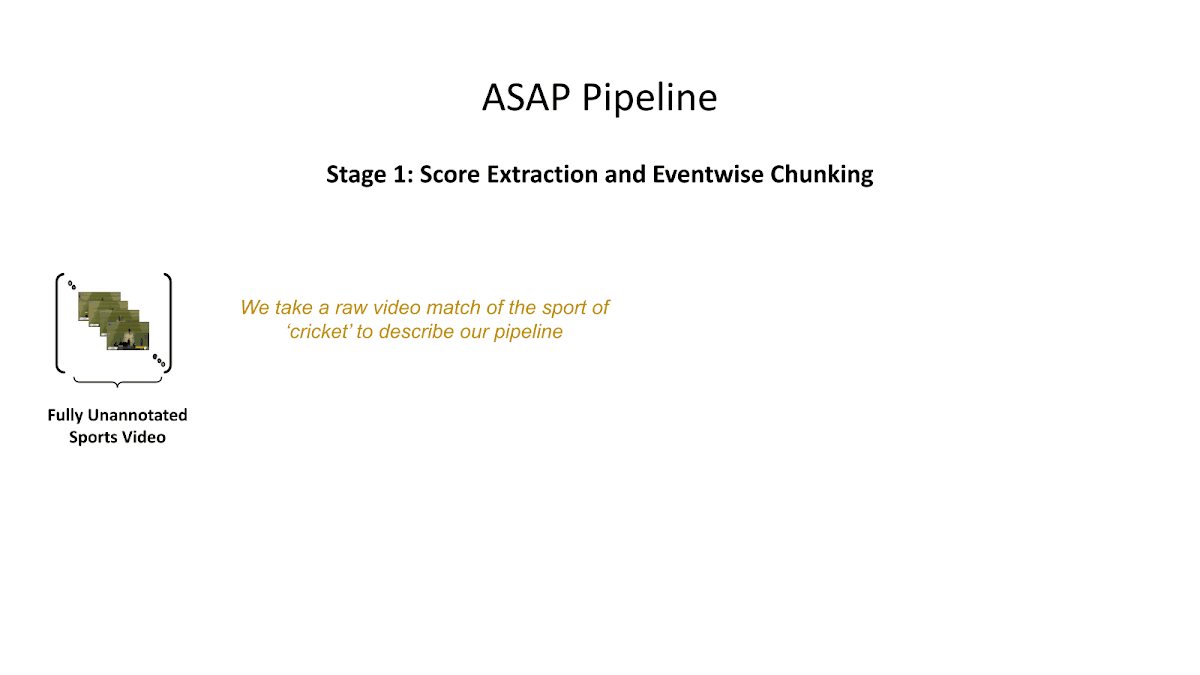 ASAP Pipeline
Stage 1: Score Extraction and Eventwise Chunking
We take a raw video match of the sport of
‘cricket’ to describe our pipeline
Fully Unannotated
Sports Video